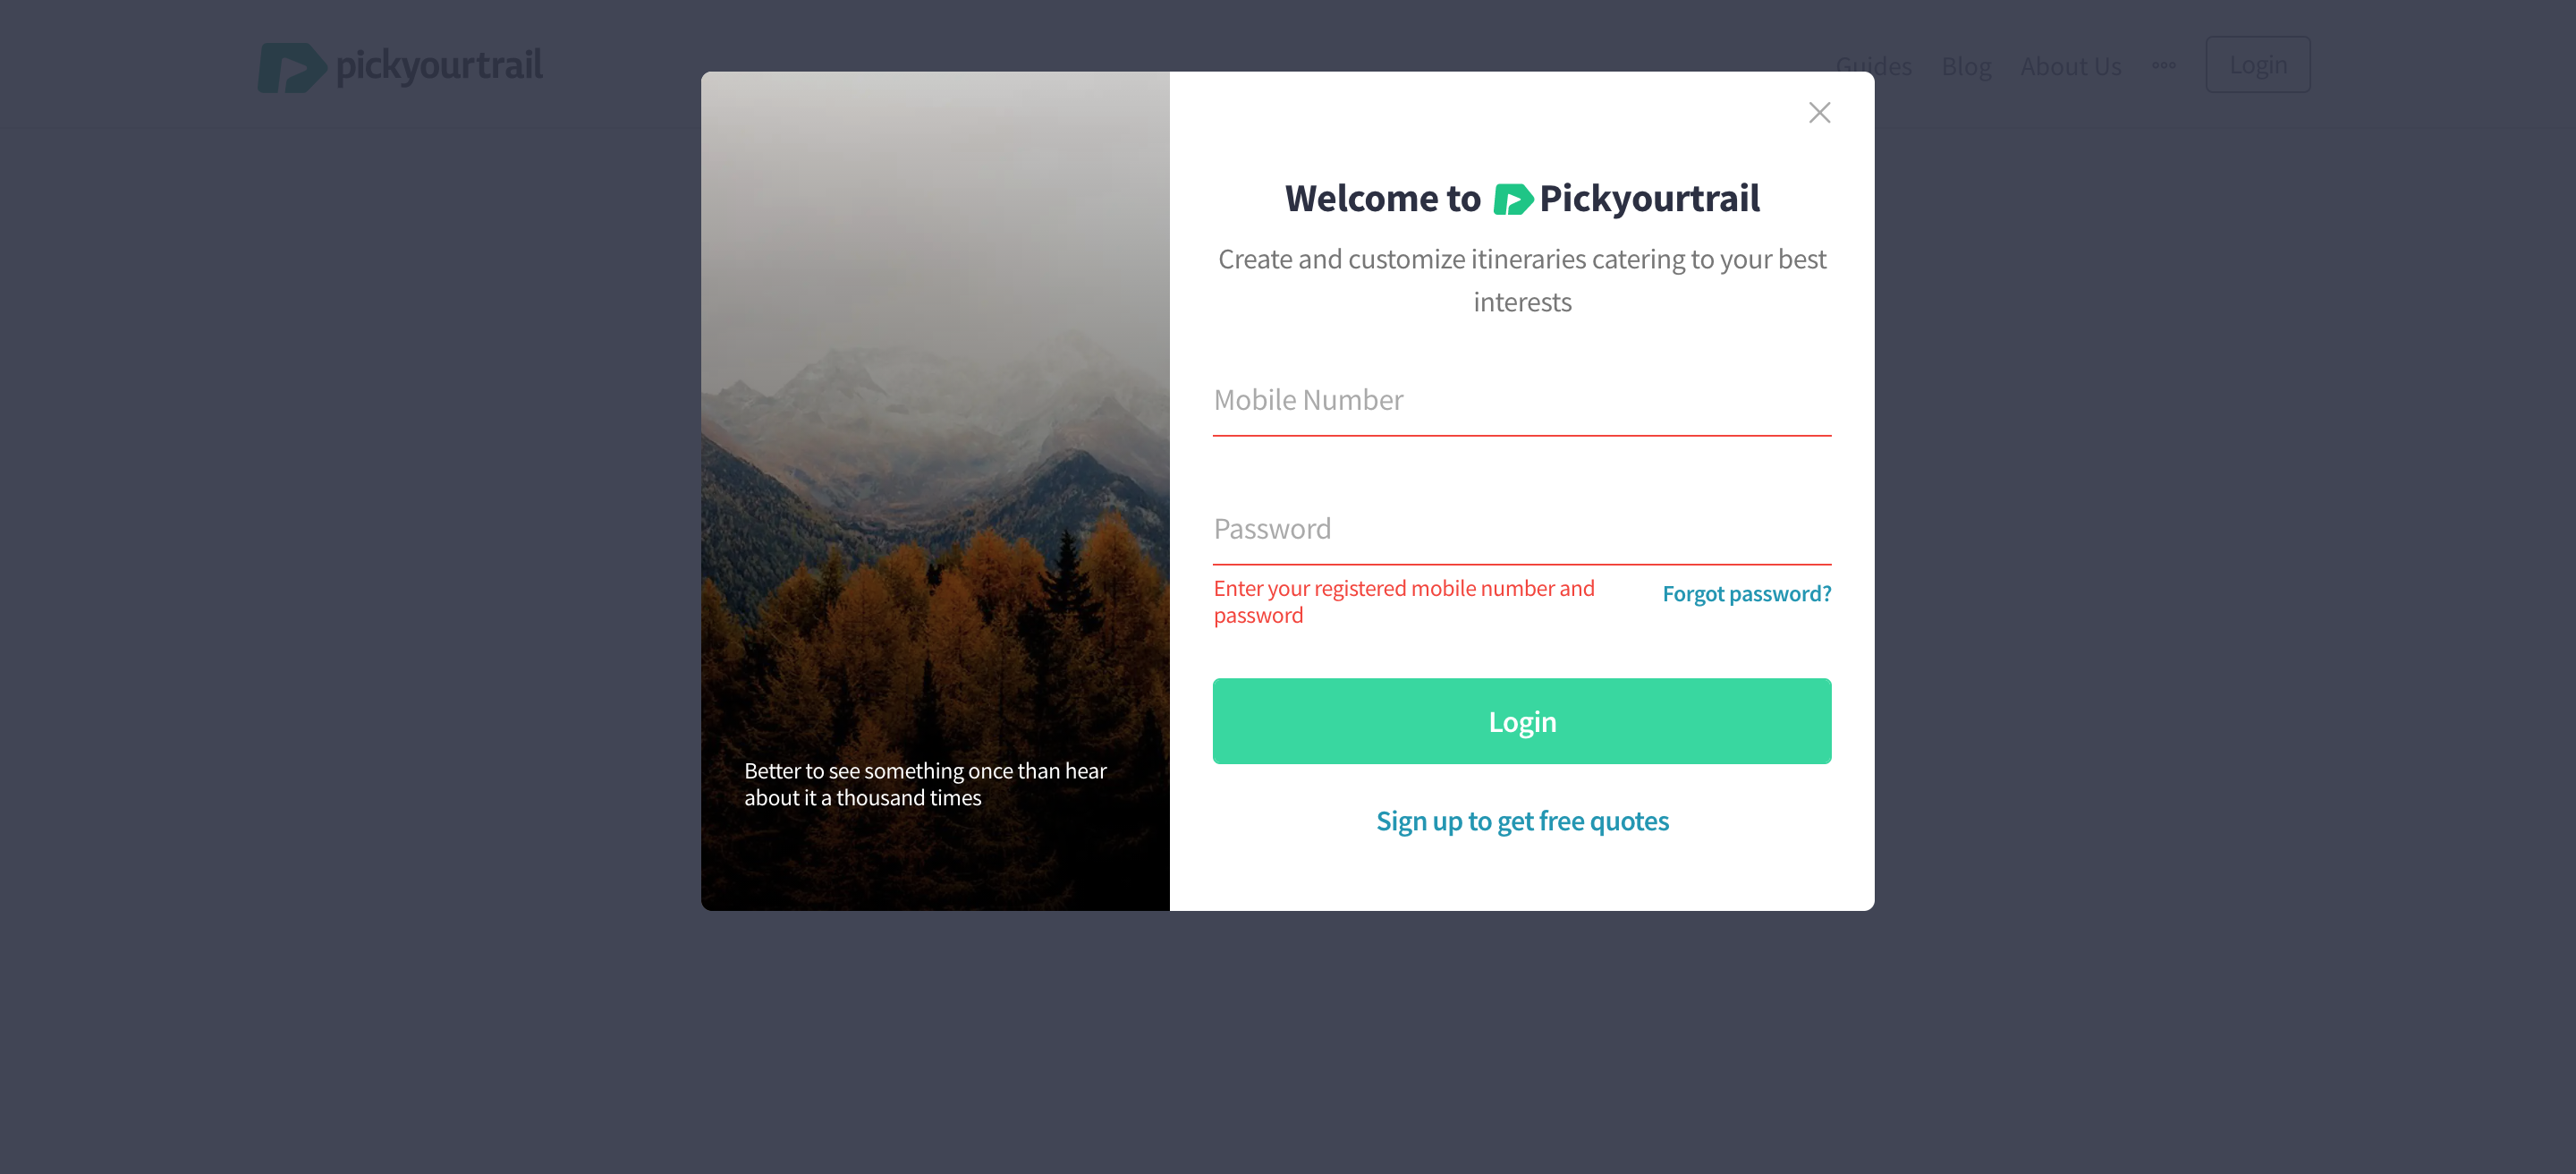 pickyourtrail
Guides Blog About Us Login
Welcome to Pickyourtrail
Create and customize itineraries catering to your best
interests
Mobile Number
Password
Enter your registered mobile number and
password
Forgot password?
Login
Sign up to get free quotes
Better to see something once than hear
about it a thousand times